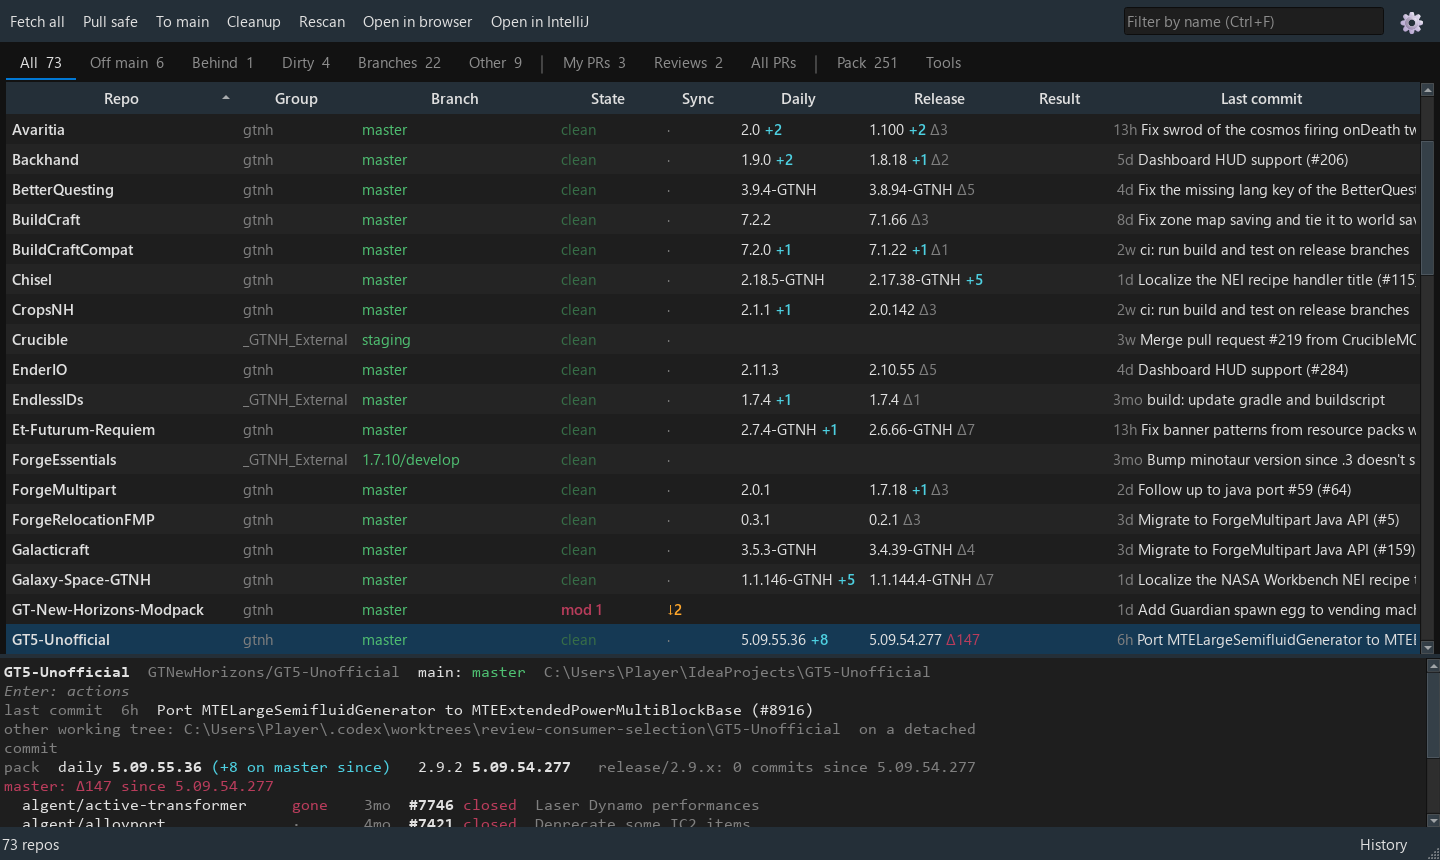 Fetch all Pull safe To main Cleanup Rescan Open in browser Open in IntelliJ Filter by name (Ctrl+F)
All 73 Off main 6 Behind 1 Dirty 4 Branches 22 Other 9 | My PRs 3 Reviews 2 All PRs | Pack 251 Tools
Repo Group Branch State Sync Daily Release Result Last commit
Avaritia gtnh master clean · 2.0 +2 1.100 +2 Δ3 13h Fix swrod of the cosmos firing onDeath tw
Backhand gtnh master clean · 1.9.0 +2 1.8.18 +1 Δ2 5d Dashboard HUD support (#206)
BetterQuesting gtnh master clean · 3.9.4-GTNH 3.8.94-GTNH Δ5 4d Fix the missing lang key of the BetterQuest
BuildCraft gtnh master clean · 7.2.2 7.1.66 Δ3 8d Fix zone map saving and tie it to world sav
BuildCraftCompat gtnh master clean · 7.2.0 +1 7.1.22 +1 Δ1 2w ci: run build and test on release branches
Chisel gtnh master clean · 2.18.5-GTNH 2.17.38-GTNH +5 1d Localize the NEI recipe handler title (#115)
CropsNH gtnh master clean · 2.1.1 +1 2.0.142 Δ3 2w ci: run build and test on release branches
Crucible _GTNH_External staging clean · 3w Merge pull request #219 from CrucibleMC
EnderIO gtnh master clean · 2.11.3 2.10.55 Δ5 4d Dashboard HUD support (#284)
EndlessIDs _GTNH_External master clean · 1.7.4 +1 1.7.4 Δ1 3mo build: update gradle and buildscript
Et-Futurum-Requiem gtnh master clean · 2.7.4-GTNH +1 2.6.66-GTNH Δ7 13h Fix banner patterns from resource packs w
ForgeEssentials _GTNH_External 1.7.10/develop clean · 3mo Bump minotaur version since .3 doesn't s
ForgeMultipart gtnh master clean · 2.0.1 1.7.18 +1 Δ3 2d Follow up to java port #59 (#64)
ForgeRelocationFMP gtnh master clean · 0.3.1 0.2.1 Δ3 3d Migrate to ForgeMultipart Java API (#5)
Galacticraft gtnh master clean · 3.5.3-GTNH 3.4.39-GTNH Δ4 3d Migrate to ForgeMultipart Java API (#159)
Galaxy-Space-GTNH gtnh master clean · 1.1.146-GTNH +5 1.1.144.4-GTNH Δ7 1d Localize the NASA Workbench NEI recipe t
GT-New-Horizons-Modpack gtnh master mod 1 ↓2 1d Add Guardian spawn egg to vending mach
GT5-Unofficial gtnh master clean · 5.09.55.36 +8 5.09.54.277 Δ147 6h Port MTELargeSemifluidGenerator to MTEE
GT5-Unofficial GTNewHorizons/GT5-Unofficial main: master C:\Users\Player\IdeaProjects\GT5-Unofficial
Enter: actions
last commit 6h Port MTELargeSemifluidGenerator to MTEExtendedPowerMultiBlockBase (#8916)
other working tree: C:\Users\Player\.codex\worktrees\review-consumer-selection\GT5-Unofficial on a detached
commit
pack daily 5.09.55.36 (+8 on master since) 2.9.2 5.09.54.277 release/2.9.x: 0 commits since 5.09.54.277
master: Δ147 since 5.09.54.277
algent/active-transformer gone 3mo #7746 closed Laser Dynamo performances
algent/alloyport · 4mo #7421 closed Deprecate some IC2 items
73 repos History